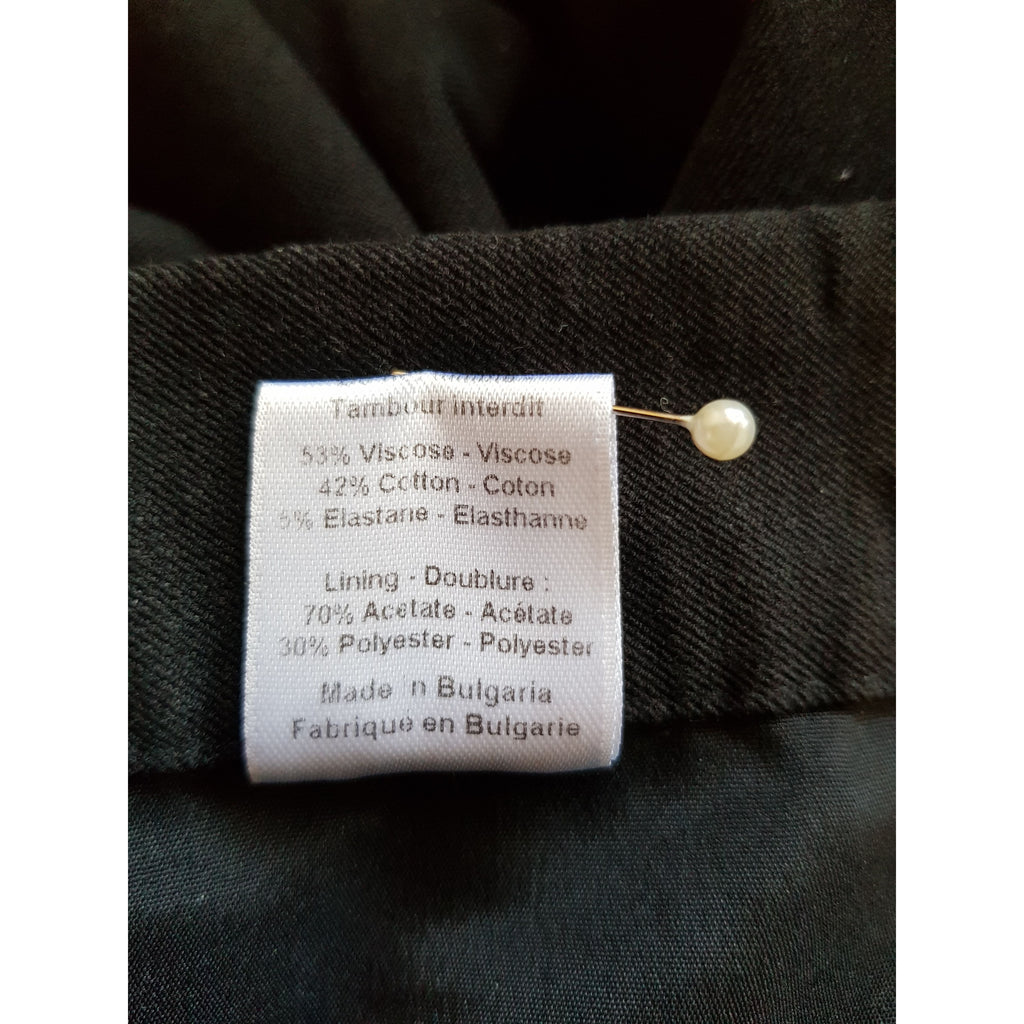 Tambour interdit
53% Viscose - Viscose
42% Cotton - Coton
5% Elastane - Elasthanne
Lining - Doublure :
70% Acetate - Acétate
30% Polyester - Polyester
Made in Bulgaria
Fabriqué en Bulgarie